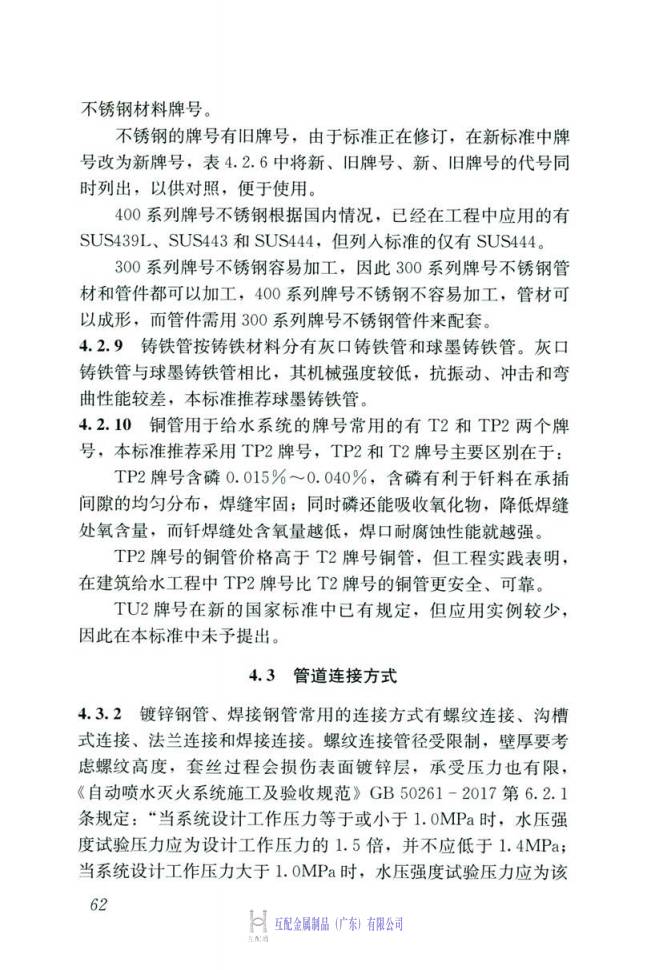 不锈钢材料牌号。
不锈钢的牌号有旧牌号，由于标准正在修订，在新标准中牌
号改为新牌号，表 4.2.6 中将新、旧牌号、新、旧牌号的代号同
时列出，以供对照，便于使用。
400 系列牌号不锈钢根据国内情况，已经在工程中应用的有
SUS439L、SUS443 和 SUS444，但列入标准的仅有 SUS444。
300 系列牌号不锈钢容易加工，因此 300 系列牌号不锈钢管
材和管件都可以加工，400 系列牌号不锈钢不容易加工，管材可
以成形，而管件需用 300 系列牌号不锈钢管件来配套。
4.2.9 铸铁管按铸铁材料分有灰口铸铁管和球墨铸铁管。灰口
铸铁管与球墨铸铁管相比，其机械强度较低，抗振动、冲击和弯
曲性能较差，本标准推荐球墨铸铁管。
4.2.10 铜管用于给水系统的牌号常用的有 T2 和 TP2 两个牌
号，本标准推荐采用 TP2 牌号，TP2 和 T2 牌号主要区别在于：
TP2 牌号含磷 0.015%～0.040%，含磷有利于钎料在承插
间隙的均匀分布，焊缝牢固；同时磷还能吸收氧化物，降低焊缝
处氧含量，而钎焊缝处含氧量越低，焊口耐腐蚀性能就越强。
TP2 牌号的铜管价格高于 T2 牌号铜管，但工程实践表明，
在建筑给水工程中 TP2 牌号比 T2 牌号的铜管更安全、可靠。
TU2 牌号在新的国家标准中已有规定，但应用实例较少，
因此在本标准中未予提出。
4.3 管道连接方式
4.3.2 镀锌钢管、焊接钢管常用的连接方式有螺纹连接、沟槽
式连接、法兰连接和焊接连接。螺纹连接管径受限制，壁厚要考
虑螺纹高度，套丝过程会损伤表面镀锌层，承受压力也有限，
《自动喷水灭火系统施工及验收规范》GB 50261－2017 第 6.2.1
条规定：“当系统设计工作压力等于或小于 1.0MPa 时，水压强
度试验压力应为设计工作压力的 1.5 倍，并不应低于 1.4MPa；
当系统设计工作压力大于 1.0MPa 时，水压强度试验压力应为该
62
互配金属制品（广东）有限公司